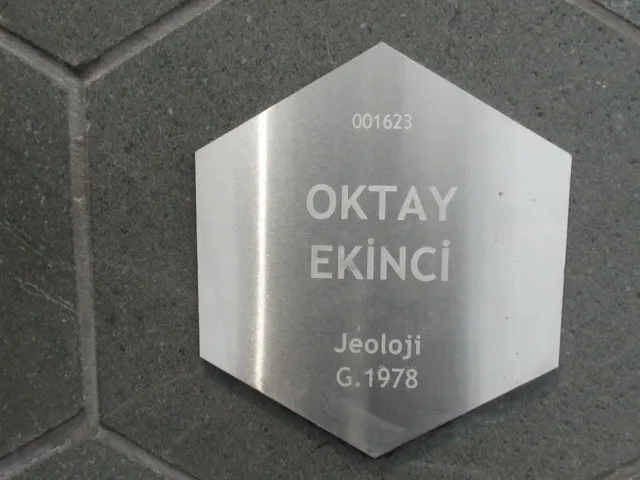 001623
OKTAY
EKİNCİ
Jeoloji
G.1978